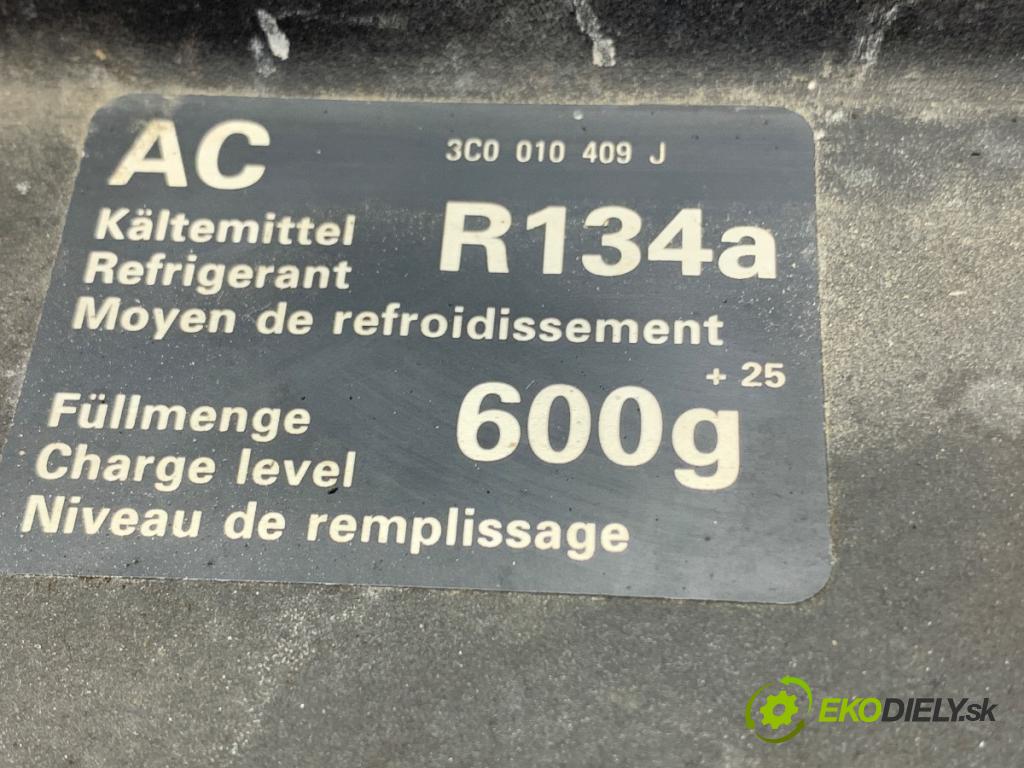 AC 3C0 010 409 J
Kältemittel R134a
Refrigerant
Moyen de refroidissement
Füllmenge 600g + 25
Charge level
Niveau de remplissage
EKODIELY.sk